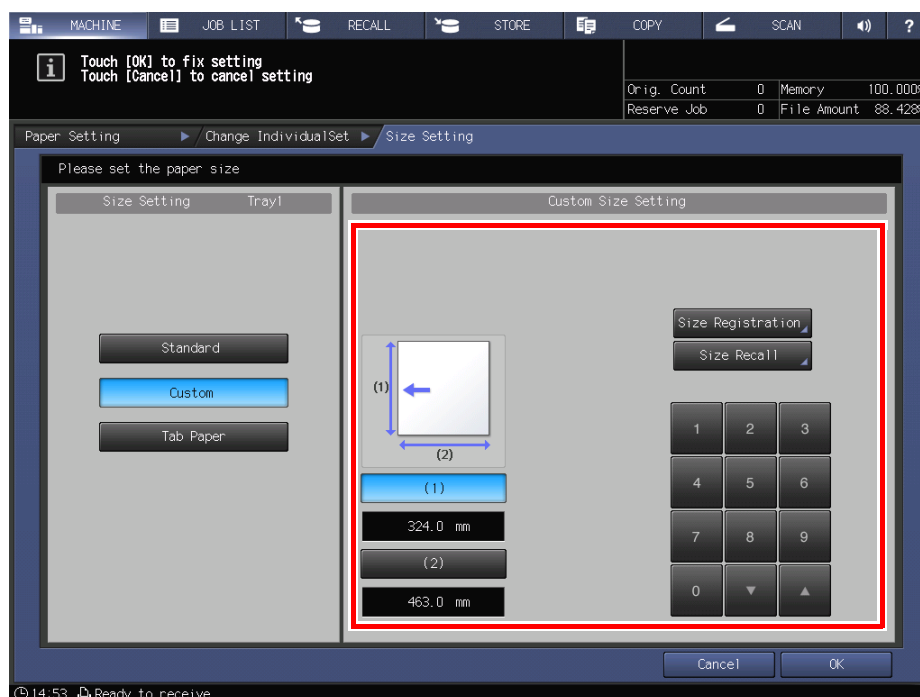 MACHINE JOB LIST RECALL STORE COPY SCAN ?
i Touch [OK] to fix setting
Touch [Cancel] to cancel setting
Orig. Count 0 Memory 100.000%
Reserve Job 0 File Amount 88.428%
Paper Setting Change IndividualSet Size Setting
Please set the paper size
Size Setting Tray1
Custom Size Setting
Standard
Custom
Tab Paper
(1)
(2)
(1)
324.0 mm
(2)
463.0 mm
Size Registration
Size Recall
1 2 3
4 5 6
7 8 9
0 ▼ ▲
Cancel OK
14:53 Ready to receive